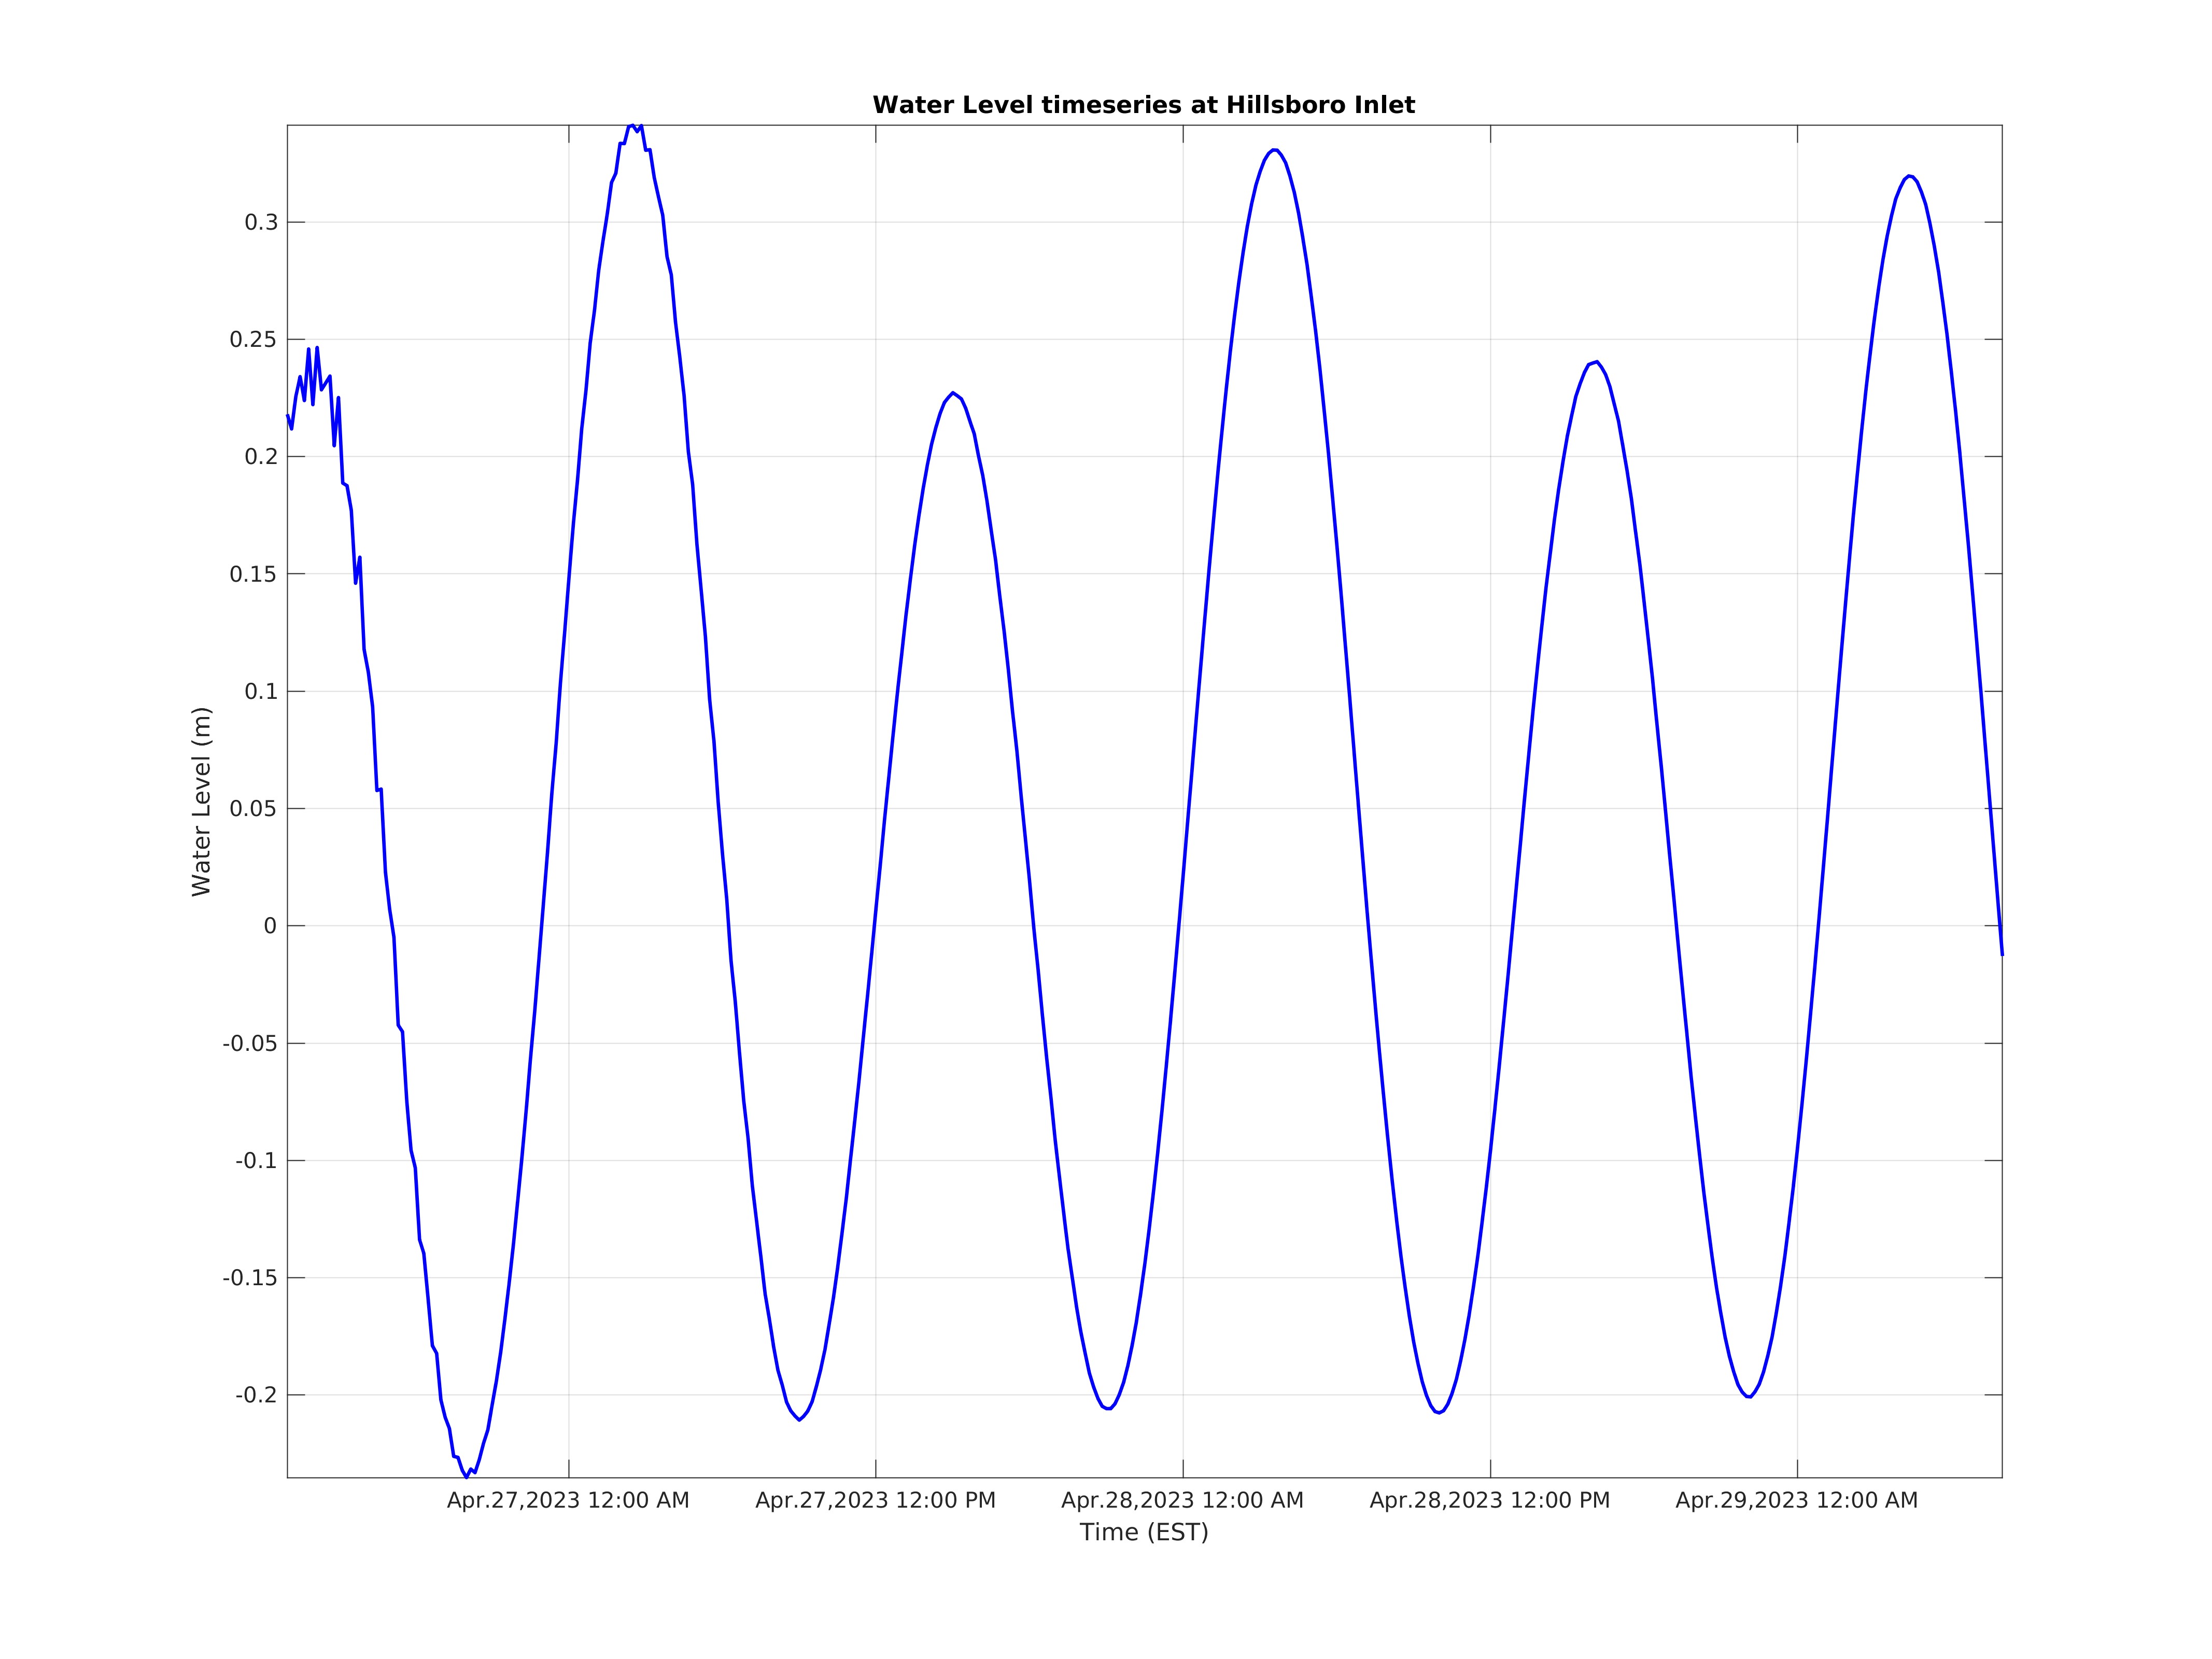 Water Level timeseries at Hillsboro Inlet
0.3
0.25
0.2
0.15
0.1
0.05
0
-0.05
-0.1
-0.15
-0.2
Water Level (m)
Apr.27,2023 12:00 AM
Apr.27,2023 12:00 PM
Apr.28,2023 12:00 AM
Apr.28,2023 12:00 PM
Apr.29,2023 12:00 AM
Time (EST)